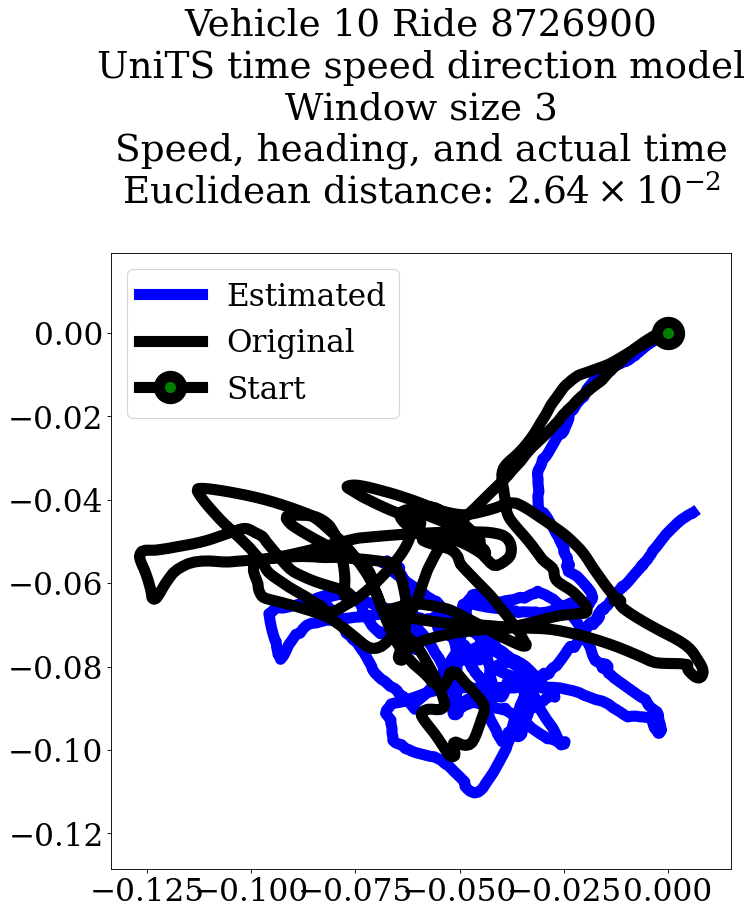 Vehicle 10 Ride 8726900
UniTS time speed direction model
Window size 3
Speed, heading, and actual time
Euclidean distance: 2.64 × 10⁻²
Estimated
Original
Start
0.00
−0.02
−0.04
−0.06
−0.08
−0.10
−0.12
−0.125 −0.100 −0.075 −0.050 −0.025 0.000